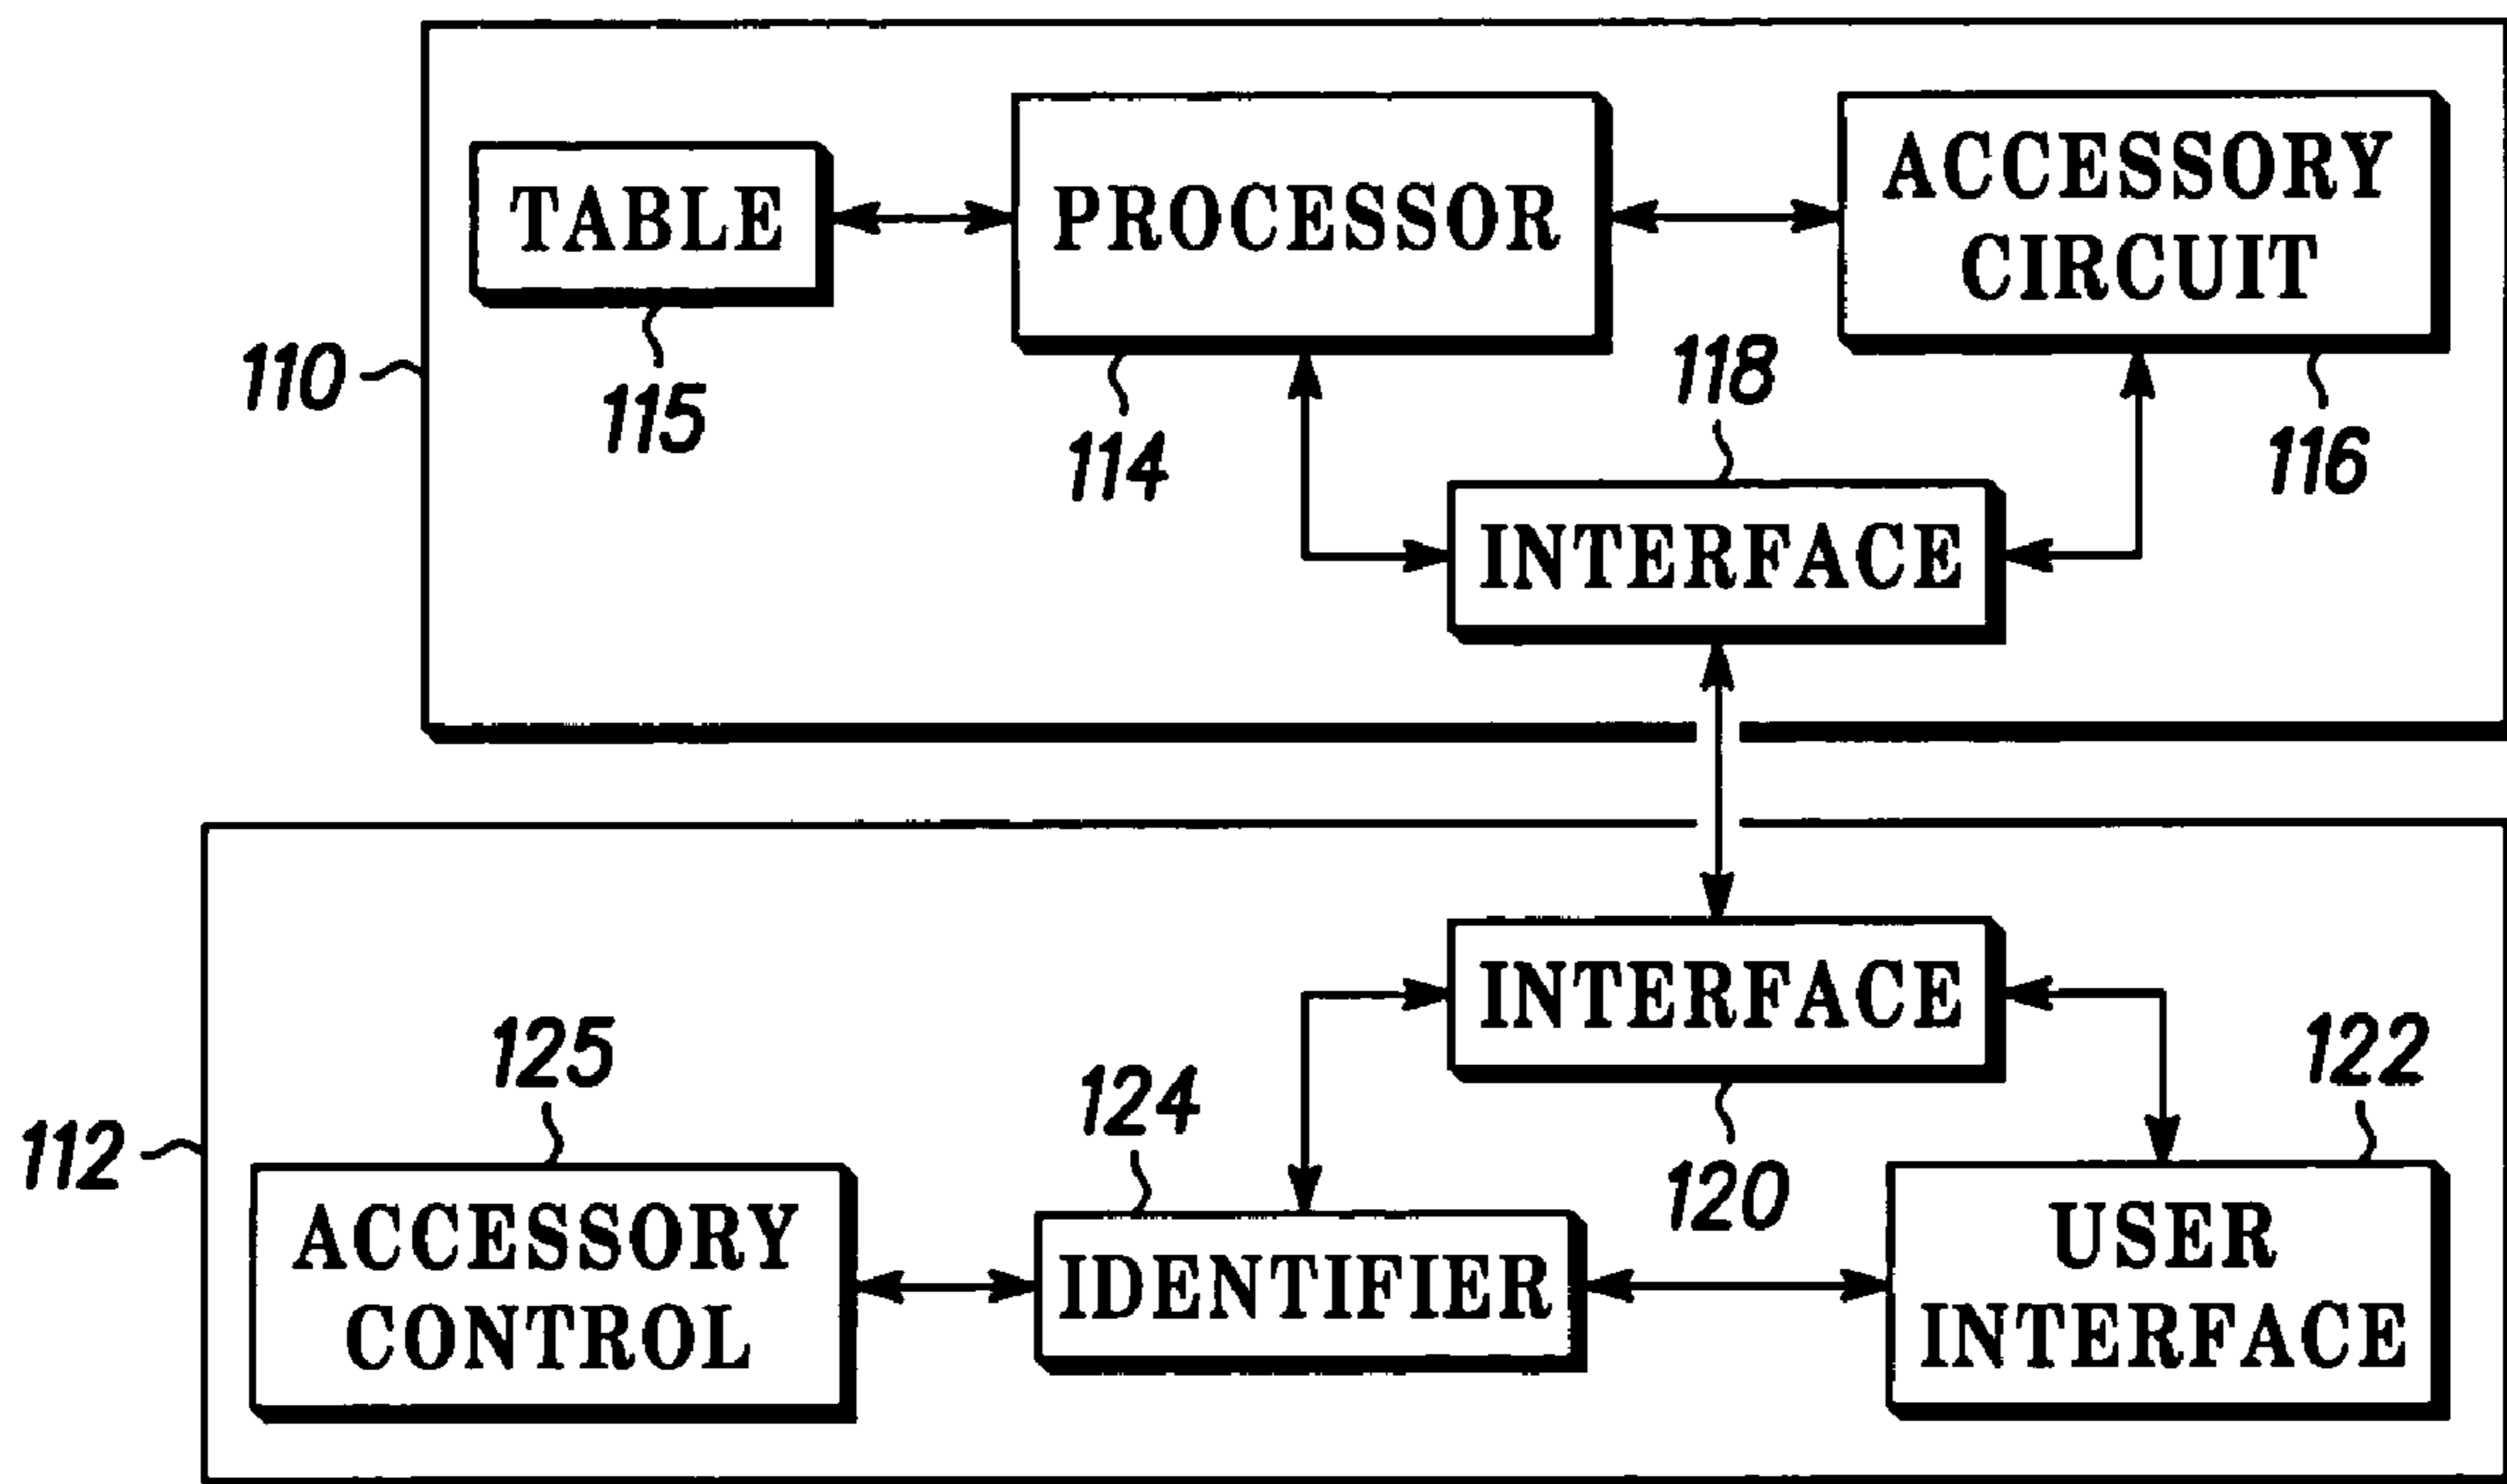 TABLE
PROCESSOR
ACCESSORY
CIRCUIT
110
115
114
118
116
INTERFACE
INTERFACE
125
124
122
112
120
ACCESSORY
CONTROL
IDENTIFIER
USER
INTERFACE